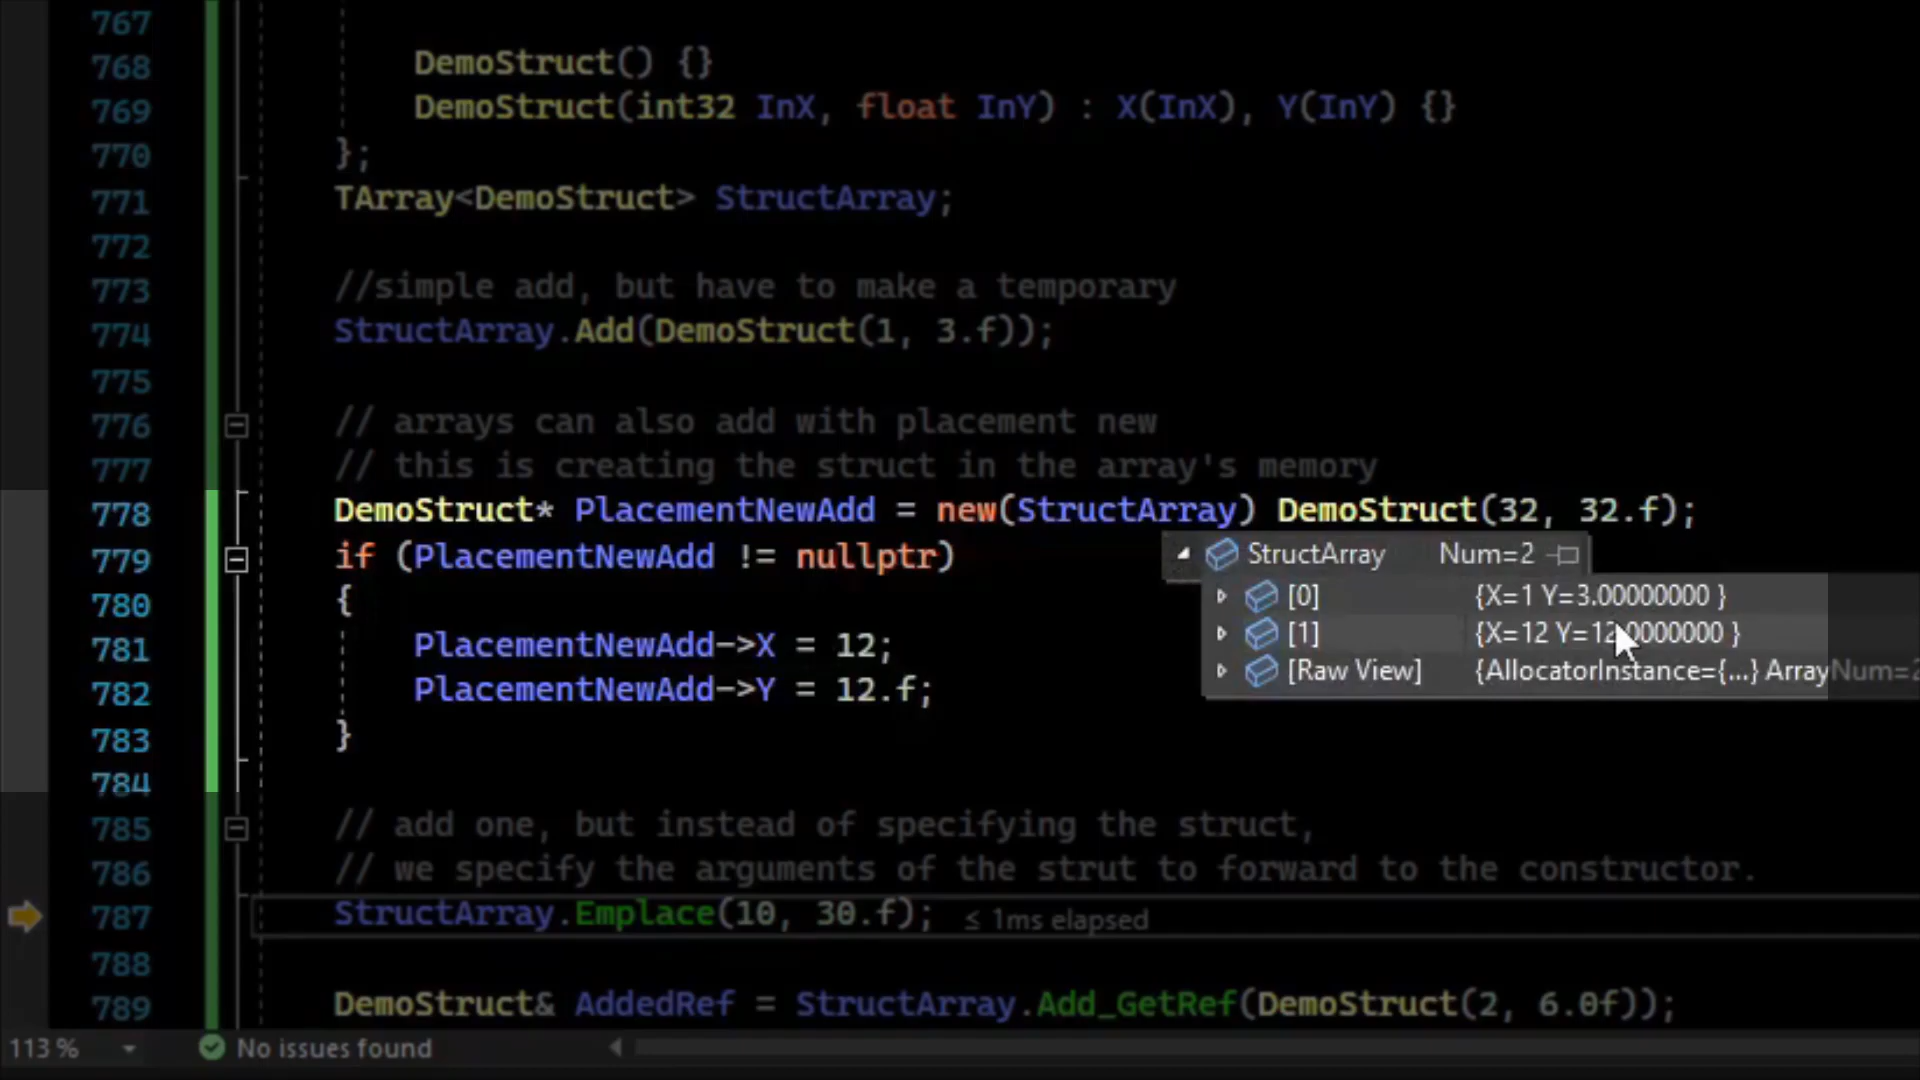 767
768 DemoStruct() {}
769 DemoStruct(int32 InX, float InY) : X(InX), Y(InY) {}
770 };
771 TArray<DemoStruct> StructArray;
772
773 //simple add, but have to make a temporary
774 StructArray.Add(DemoStruct(1, 3.f));
775
776 // arrays can also add with placement new
777 // this is creating the struct in the array's memory
778 DemoStruct* PlacementNewAdd = new(StructArray) DemoStruct(32, 32.f);
779 if (PlacementNewAdd != nullptr)
StructArray Num=2
780 {
[0] {X=1 Y=3.00000000 }
[1] {X=12 Y=12.0000000 }
781 PlacementNewAdd->X = 12;
[Raw View] {AllocatorInstance={...} ArrayNum=2
782 PlacementNewAdd->Y = 12.f;
783 }
784
785 // add one, but instead of specifying the struct,
786 // we specify the arguments of the strut to forward to the constructor.
787 StructArray.Emplace(10, 30.f); ≤ 1ms elapsed
788
789 DemoStruct& AddedRef = StructArray.Add_GetRef(DemoStruct(2, 6.0f));
113 % No issues found